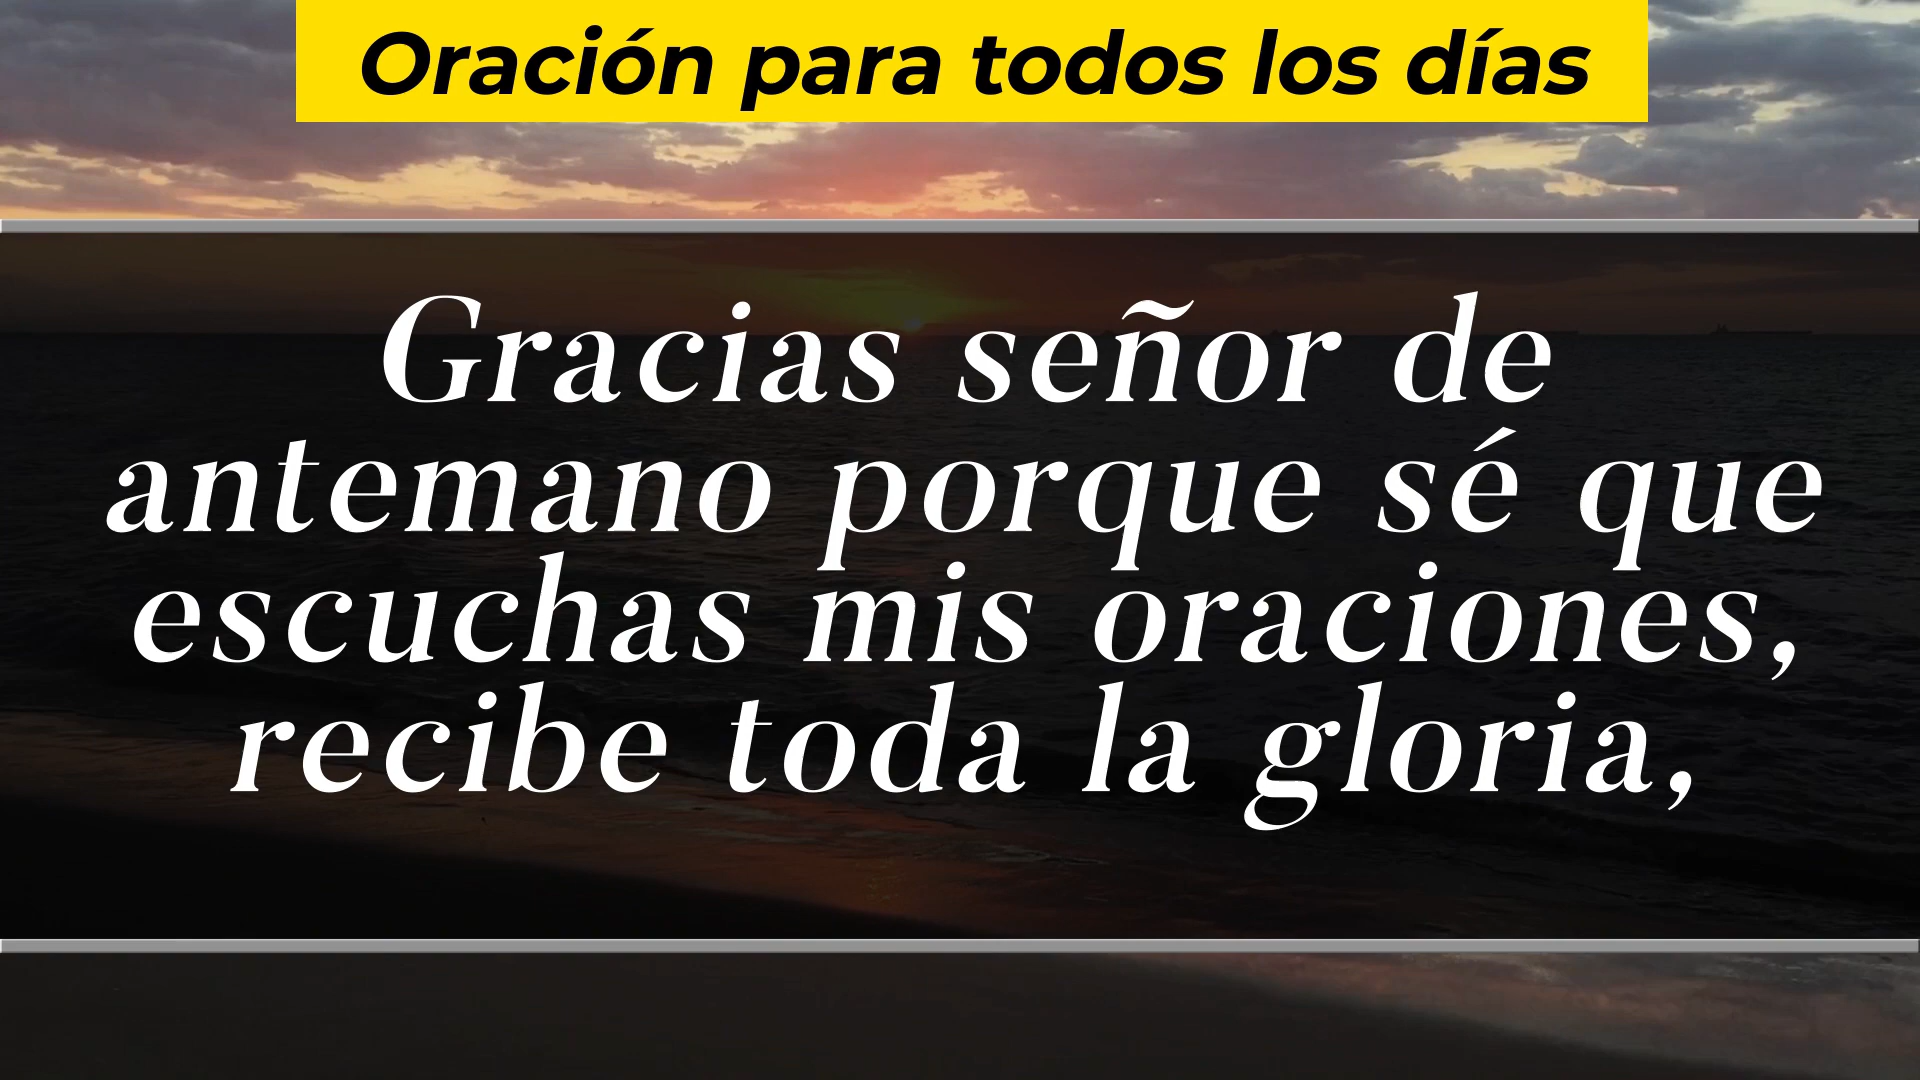 Oración para todos los días
Gracias señor de
antemano porque sé que
escuchas mis oraciones,
recibe toda la gloria,